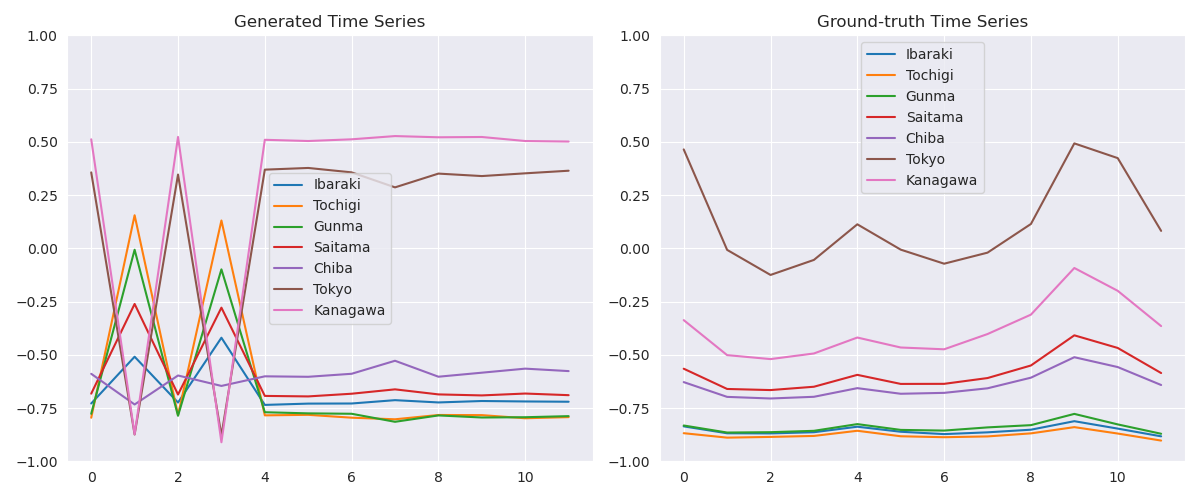 Generated Time Series
1.00
0.75
0.50
0.25
0.00
−0.25
−0.50
−0.75
−1.00
0 2 4 6 8 10
Ibaraki
Tochigi
Gunma
Saitama
Chiba
Tokyo
Kanagawa
Ground-truth Time Series
1.00
0.75
0.50
0.25
0.00
−0.25
−0.50
−0.75
−1.00
0 2 4 6 8 10
Ibaraki
Tochigi
Gunma
Saitama
Chiba
Tokyo
Kanagawa